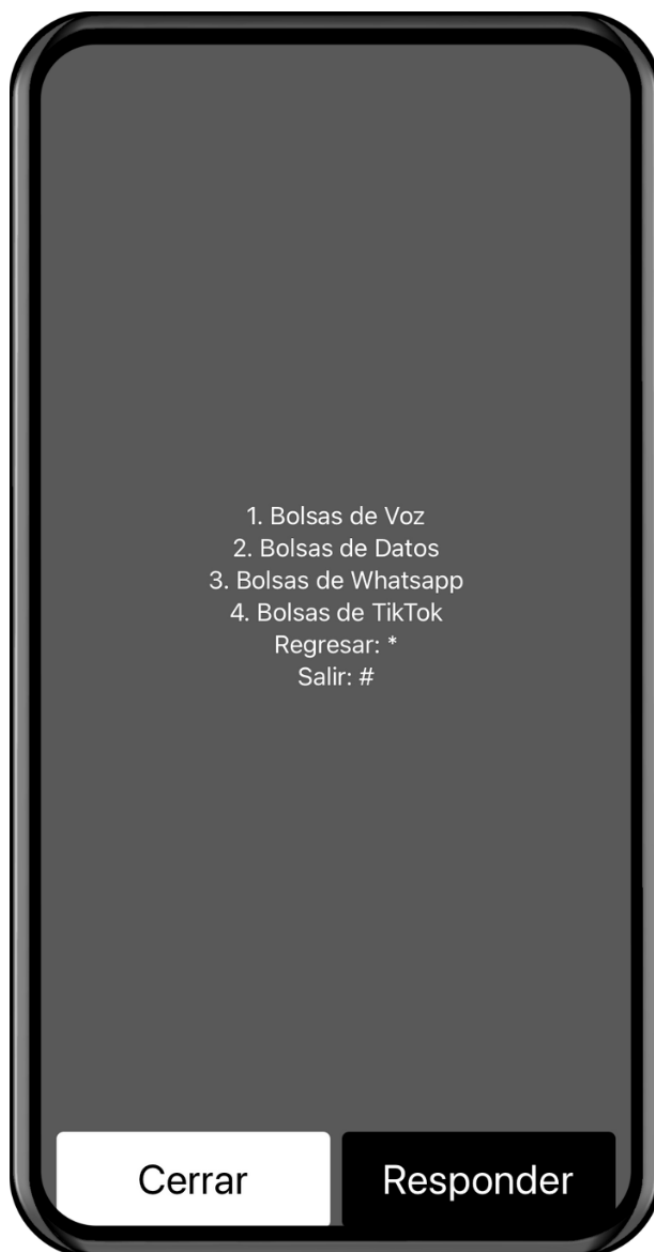 1. Bolsas de Voz
2. Bolsas de Datos
3. Bolsas de Whatsapp
4. Bolsas de TikTok
Regresar: *
Salir: #
Cerrar
Responder